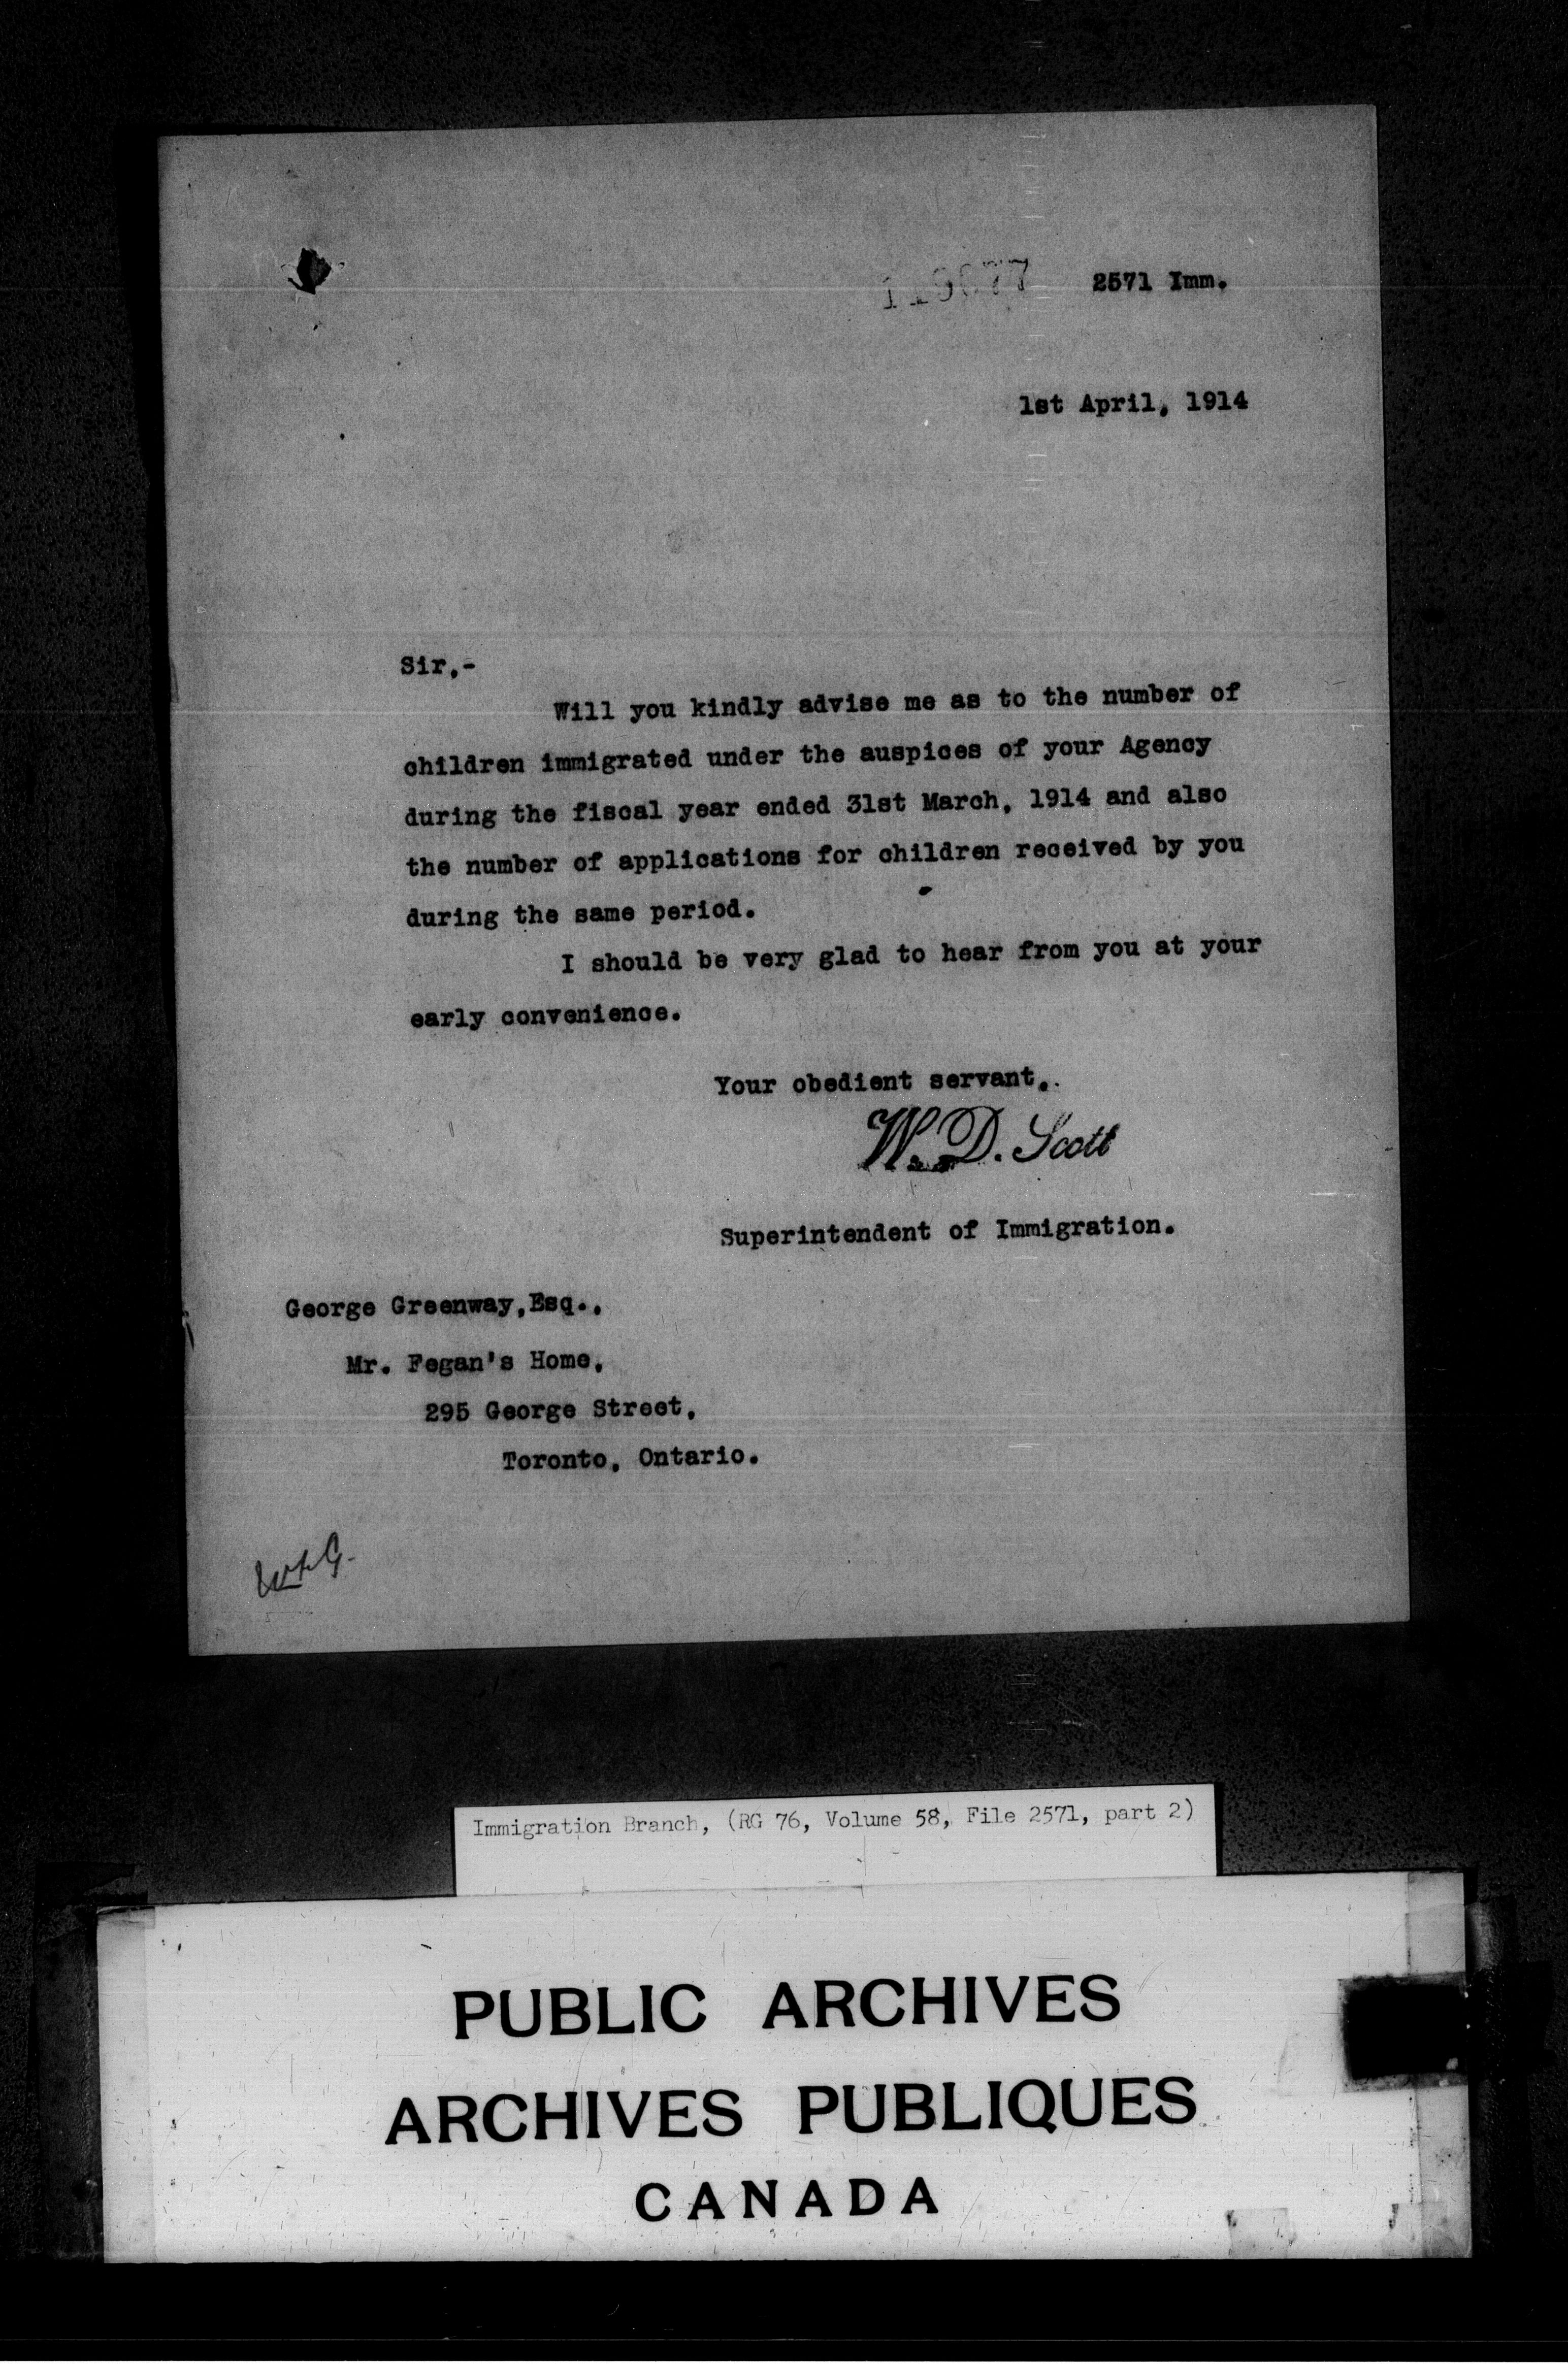 2571 Imm.
1st April, 1914
Sir,-
Will you kindly advise me as to the number of
children immigrated under the auspices of your Agency
during the fiscal year ended 31st March, 1914 and also
the number of applications for children received by you
during the same period.
I should be very glad to hear from you at your
early convenience.
Your obedient servant,
W. D. Scott
Superintendent of Immigration.
George Greenway, Esq.,
Mr. Fegan's Home,
295 George Street,
Toronto, Ontario.
Immigration Branch, (RG 76, Volume 58, File 2571, part 2)
PUBLIC ARCHIVES
ARCHIVES PUBLIQUES
CANADA